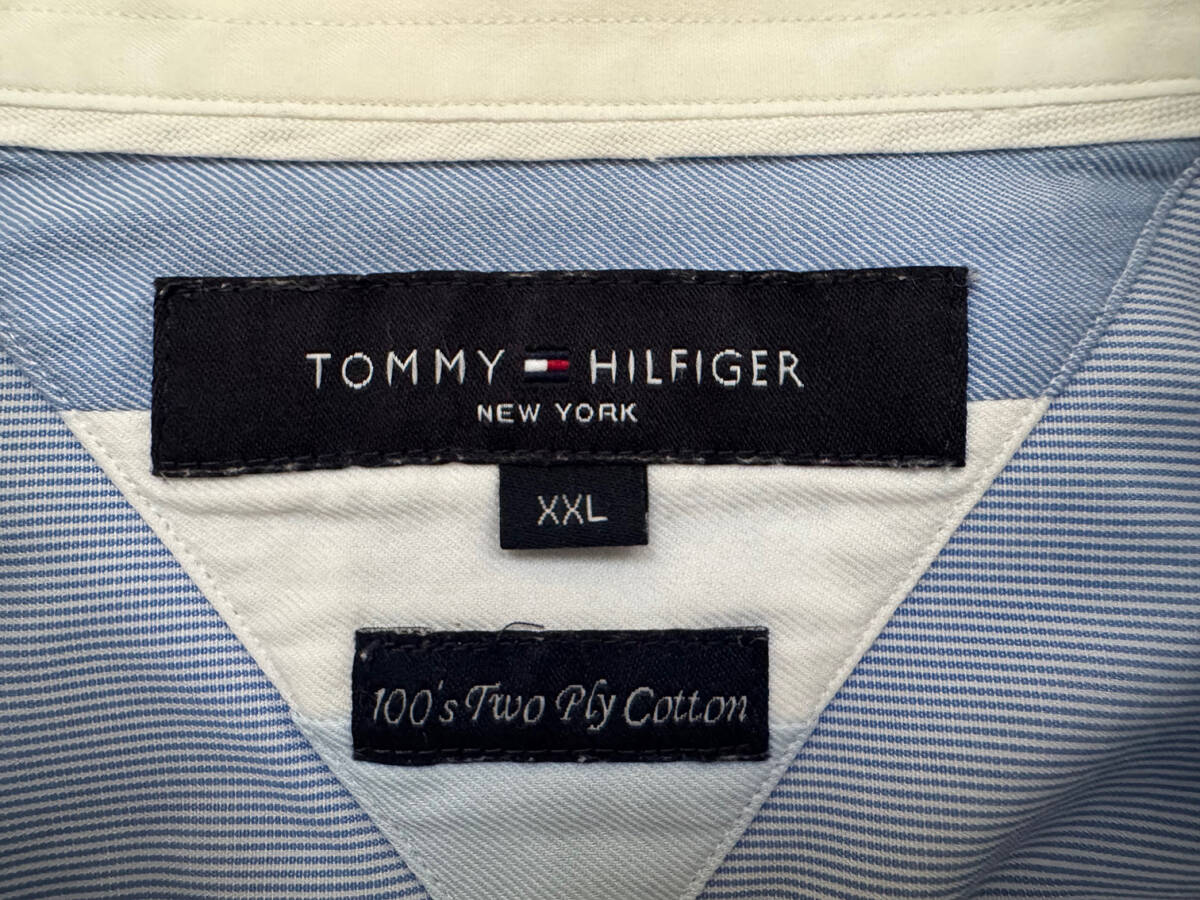 TOMMY HILFIGER
NEW YORK
XXL
100's Two Ply Cotton